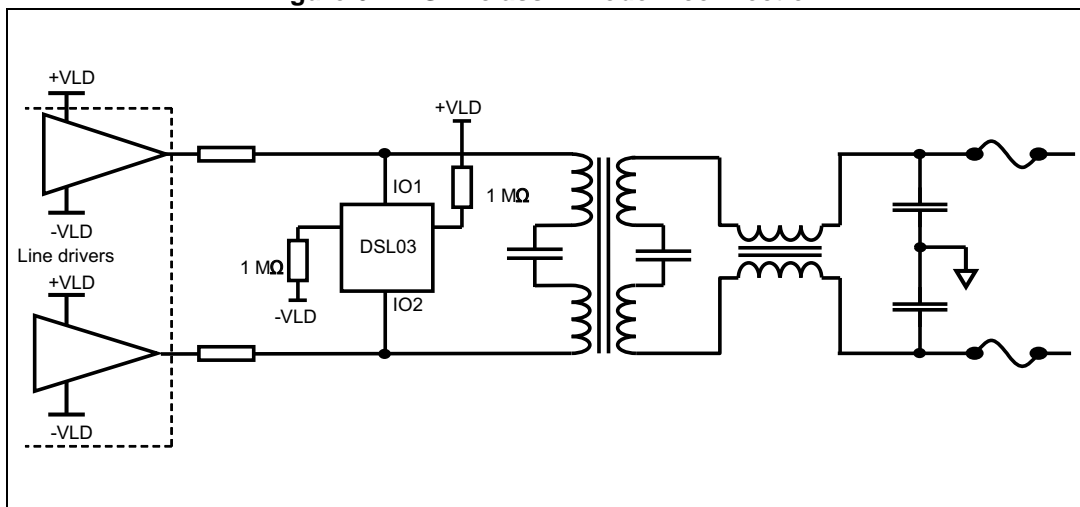 +VLD
+VLD
IO1
1 MΩ
-VLD
DSL03
Line drivers
1 MΩ
+VLD
IO2
-VLD
-VLD